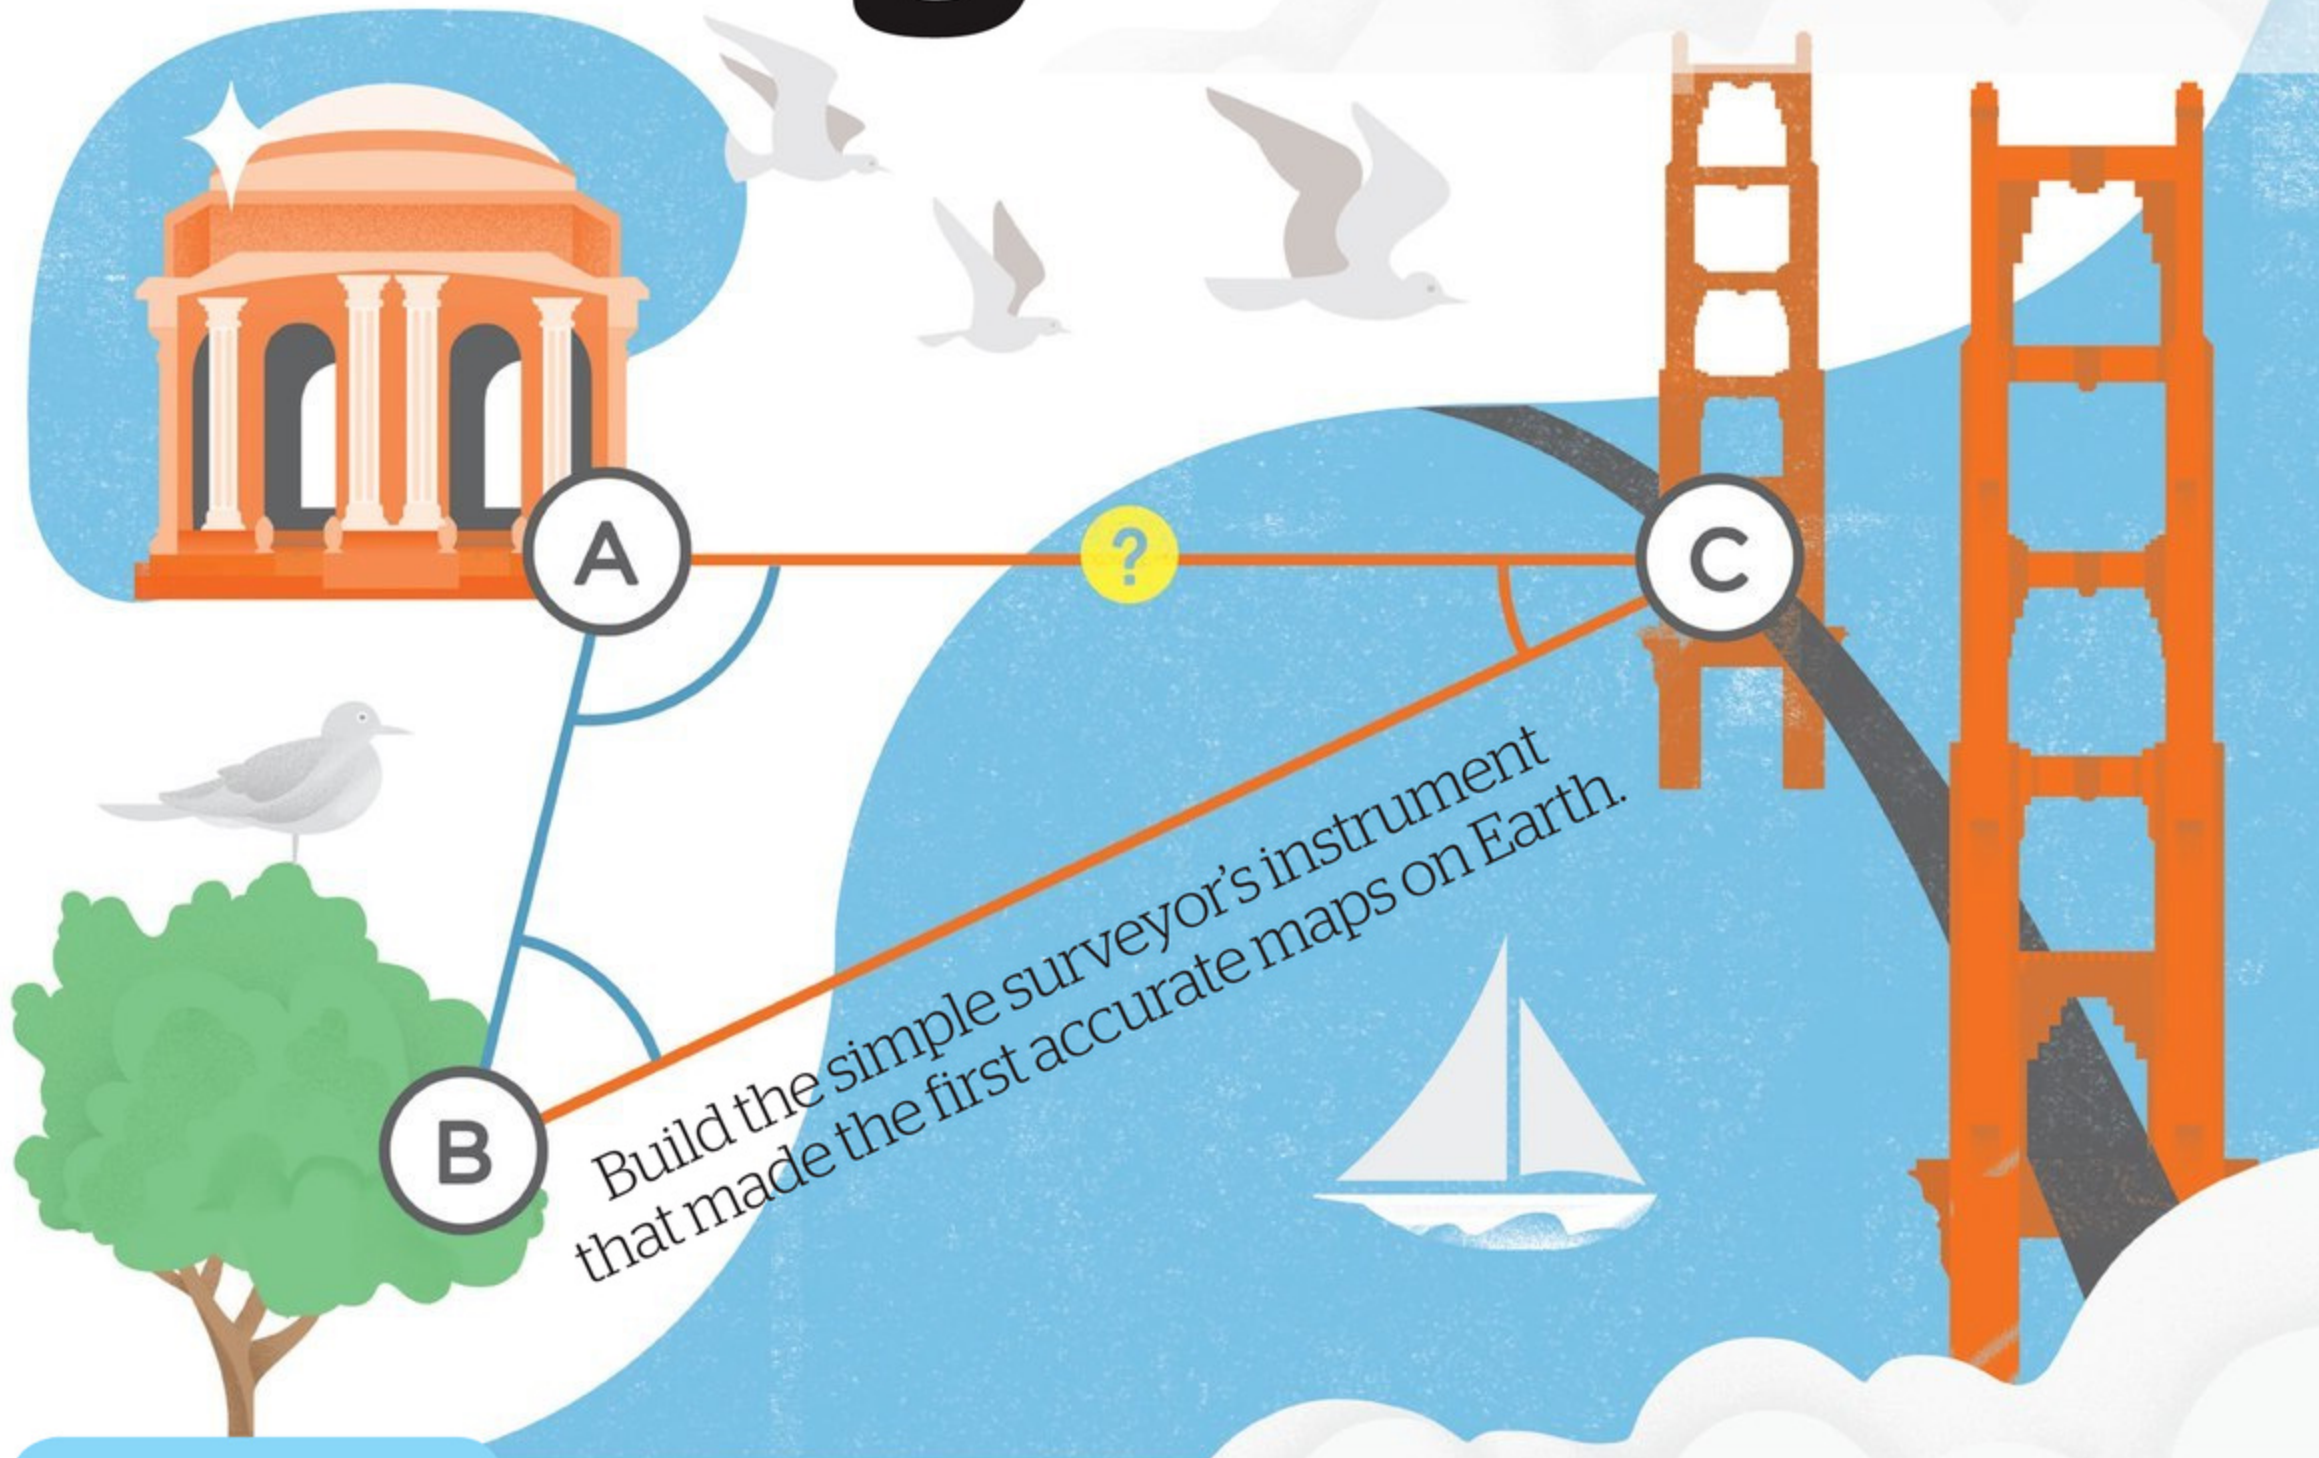 A
?
C
B
Build the simple surveyor's instrument
that made the first accurate maps on Earth.